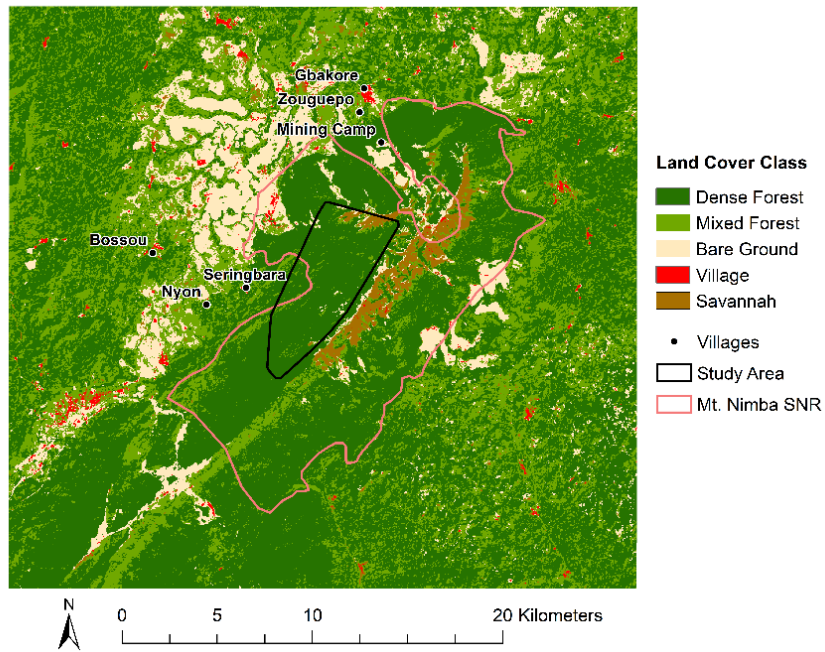 Gbakore
Zouguepo
Mining Camp
Bossou
Seringbara
Nyon
Land Cover Class
Dense Forest
Mixed Forest
Bare Ground
Village
Savannah
Villages
Study Area
Mt. Nimba SNR
N
0 5 10 20 Kilometers